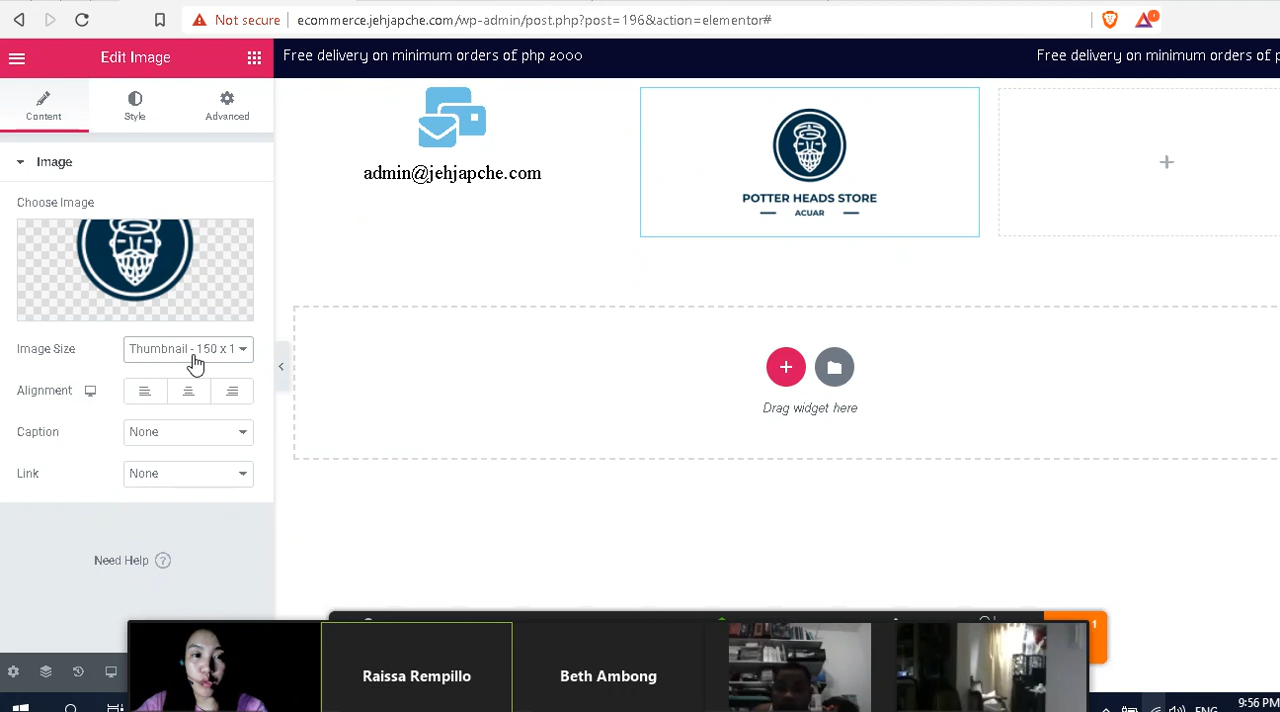 Not secure
ecommerce.jehjapche.com/wp-admin/post.php?post=196&action=elementor#
Edit Image
Free delivery on minimum orders of php 2000
Free delivery on minimum orders of
Content
Style
Advanced
admin@jehjapche.com
POTTER HEADS STORE
ACUAR
Image
Choose Image
Image Size
Thumbnail - 150 x 1
Alignment
Caption
None
Link
None
Drag widget here
Need Help
1
Raissa Rempillo
Beth Ambong
ENG
9:56 PM